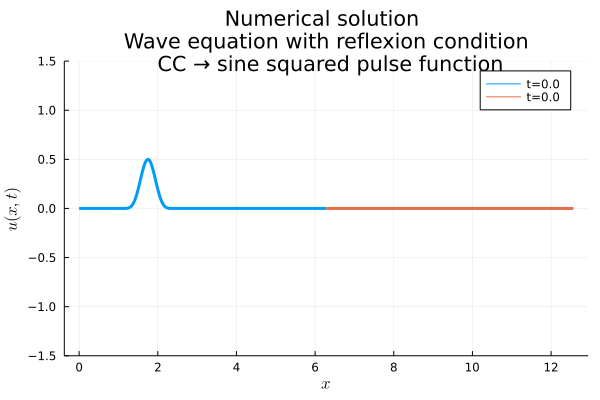 Numerical solution
Wave equation with reflexion condition
CC → sine squared pulse function
t=0.0
t=0.0
1.5
1.0
0.5
0.0
−0.5
−1.0
−1.5
u(x, t)
0 2 4 6 8 10 12
x